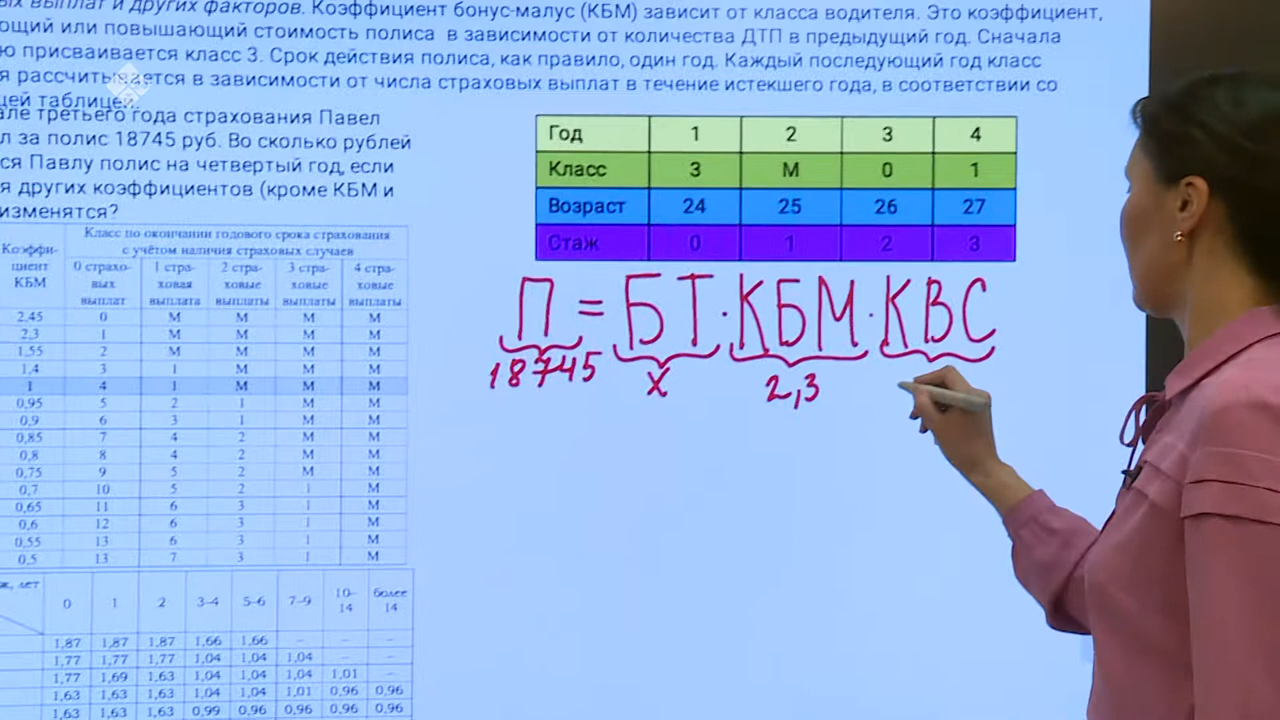 ых выплат и других факторов. Коэффициент бонус-малус (КБМ) зависит от класса водителя. Это коэффициент,
ющий или повышающий стоимость полиса в зависимости от количества ДТП в предыдущий год. Сначала
ю присваивается класс 3. Срок действия полиса, как правило, один год. Каждый последующий год класс
я рассчитывается в зависимости от числа страховых выплат в течение истекшего года, в соответствии со
щей таблицей.
але третьего года страхования Павел
л за полис 18745 руб. Во сколько рублей
ся Павлу полис на четвертый год, если
я других коэффициентов (кроме КБМ и
изменятся?
Год 1 2 3 4
Класс 3 М 0 1
Возраст 24 25 26 27
Стаж 0 1 2 3
П = БТ · КБМ · КВС
18745 х 2,3
Класс по окончании годового срока страхования
с учётом наличия страховых случаев
Коэффи-
циент
КБМ
0 страхо-
вых
выплат
1 стра-
ховая
выплата
2 стра-
ховые
выплаты
3 стра-
ховые
выплаты
4 стра-
ховые
выплаты
2,45 0 М М М М
2,3 1 М М М М
1,55 2 М М М М
1,4 3 1 М М М
1 4 1 М М М
0,95 5 2 1 М М
0,9 6 3 1 М М
0,85 7 4 2 М М
0,8 8 4 2 М М
0,75 9 5 2 М М
0,7 10 5 2 1 М
0,65 11 6 3 1 М
0,6 12 6 3 1 М
0,55 13 6 3 1 М
0,5 13 7 3 1 М
ж, лет
0 1 2 3–4 5–6 7–9 10–14 более 14
1,87 1,87 1,87 1,66 1,66 – – –
1,77 1,77 1,77 1,04 1,04 1,04 – –
1,77 1,69 1,63 1,04 1,04 1,04 1,01 –
1,63 1,63 1,63 1,04 1,04 1,01 0,96 0,96
1,63 1,63 1,63 0,99 0,96 0,96 0,96 0,96